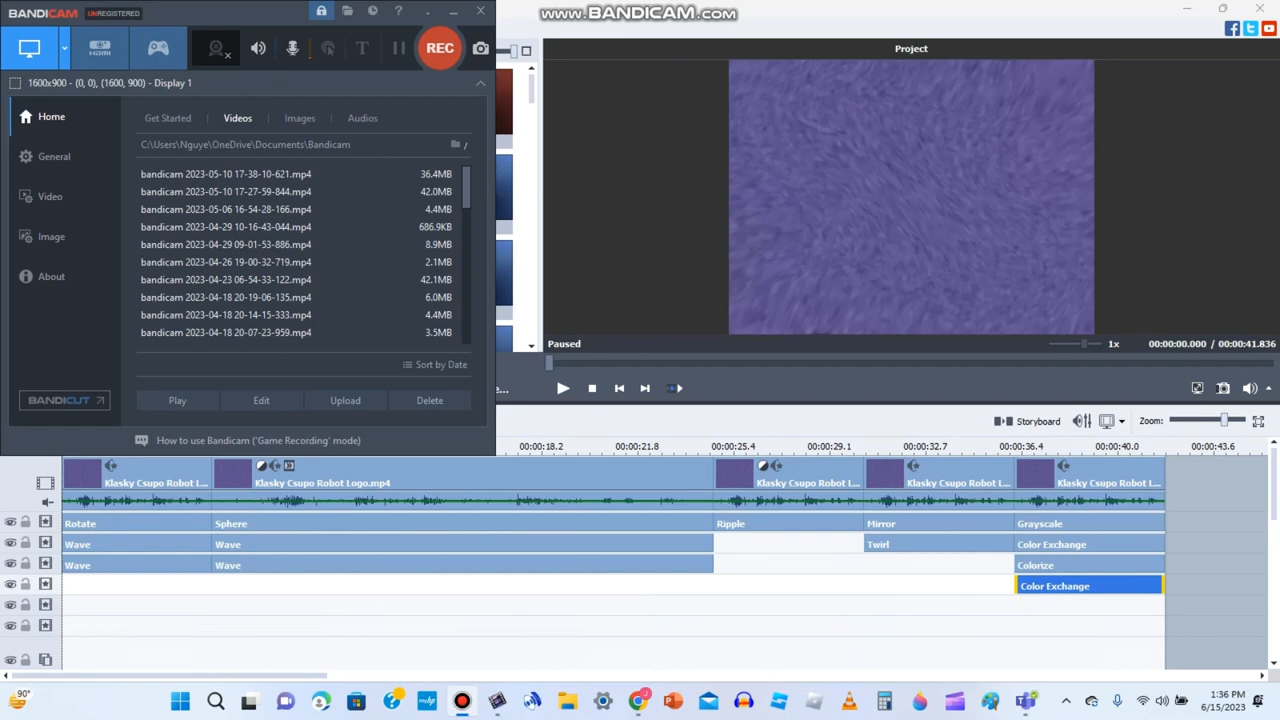 BANDICAM UNREGISTERED
www.BANDICAM.com
HDMI
T
REC
1600x900 - (0, 0), (1600, 900) - Display 1
Home
General
Video
Image
About
BANDICUT
Get Started Videos Images Audios
C:\Users\Nguye\OneDrive\Documents\Bandicam
bandicam 2023-05-10 17-38-10-621.mp4 36.4MB
bandicam 2023-05-10 17-27-59-844.mp4 42.0MB
bandicam 2023-05-06 16-54-28-166.mp4 4.4MB
bandicam 2023-04-29 10-16-43-044.mp4 686.9KB
bandicam 2023-04-29 09-01-53-886.mp4 8.9MB
bandicam 2023-04-26 19-00-32-719.mp4 2.1MB
bandicam 2023-04-23 06-54-33-122.mp4 42.1MB
bandicam 2023-04-18 20-19-06-135.mp4 6.0MB
bandicam 2023-04-18 20-14-15-333.mp4 4.4MB
bandicam 2023-04-18 20-07-23-959.mp4 3.5MB
Sort by Date
Play Edit Upload Delete
How to use Bandicam ('Game Recording' mode)
Project
Paused 1x 00:00:00.000 / 00:00:41.836
e...
Storyboard Zoom:
00:00:18.2 00:00:21.8 00:00:25.4 00:00:29.1 00:00:32.7 00:00:36.4 00:00:40.0 00:00:43.6
Klasky Csupo Robot L... Klasky Csupo Robot Logo.mp4 Klasky Csupo Robot L... Klasky Csupo Robot L... Klasky Csupo Robot L...
Rotate Sphere Ripple Mirror Grayscale
Wave Wave Twirl Color Exchange
Wave Wave Colorize
Color Exchange
90°
1:36 PM
6/15/2023